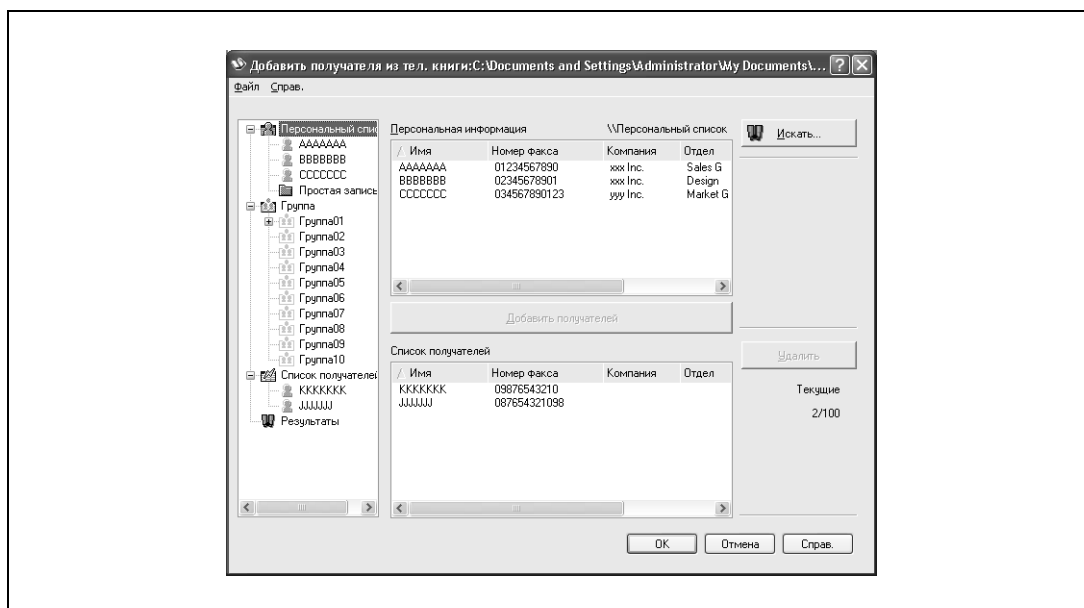 Добавить получателя из тел. книги:C:\Documents and Settings\Administrator\My Documents\...
Файл Справ.
Персональный спис
AAAAAAA
BBBBBBB
CCCCCCC
Простая запись
Группа
Группа01
Группа02
Группа03
Группа04
Группа05
Группа06
Группа07
Группа08
Группа09
Группа10
Список получателей
KKKKKKK
JJJJJJJ
Результаты
Персональная информация \\Персональный список
Имя Номер факса Компания Отдел
AAAAAAA 01234567890 xxx Inc. Sales G
BBBBBBB 02345678901 xxx Inc. Design
CCCCCCC 034567890123 yyy Inc. Market G
Добавить получателей
Список получателей
Имя Номер факса Компания Отдел
KKKKKKK 09876543210
JJJJJJJ 087654321098
Искать...
Удалить
Текущие
2/100
OK Отмена Справ.